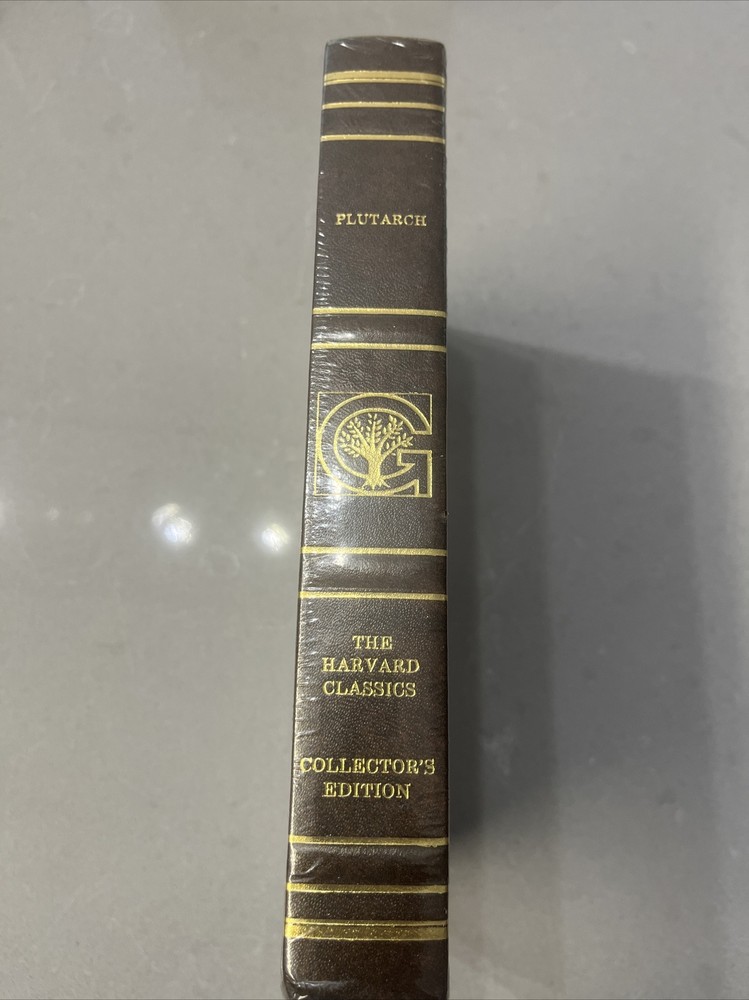 PLUTARCH
G
THE
HARVARD
CLASSICS
COLLECTOR'S
EDITION